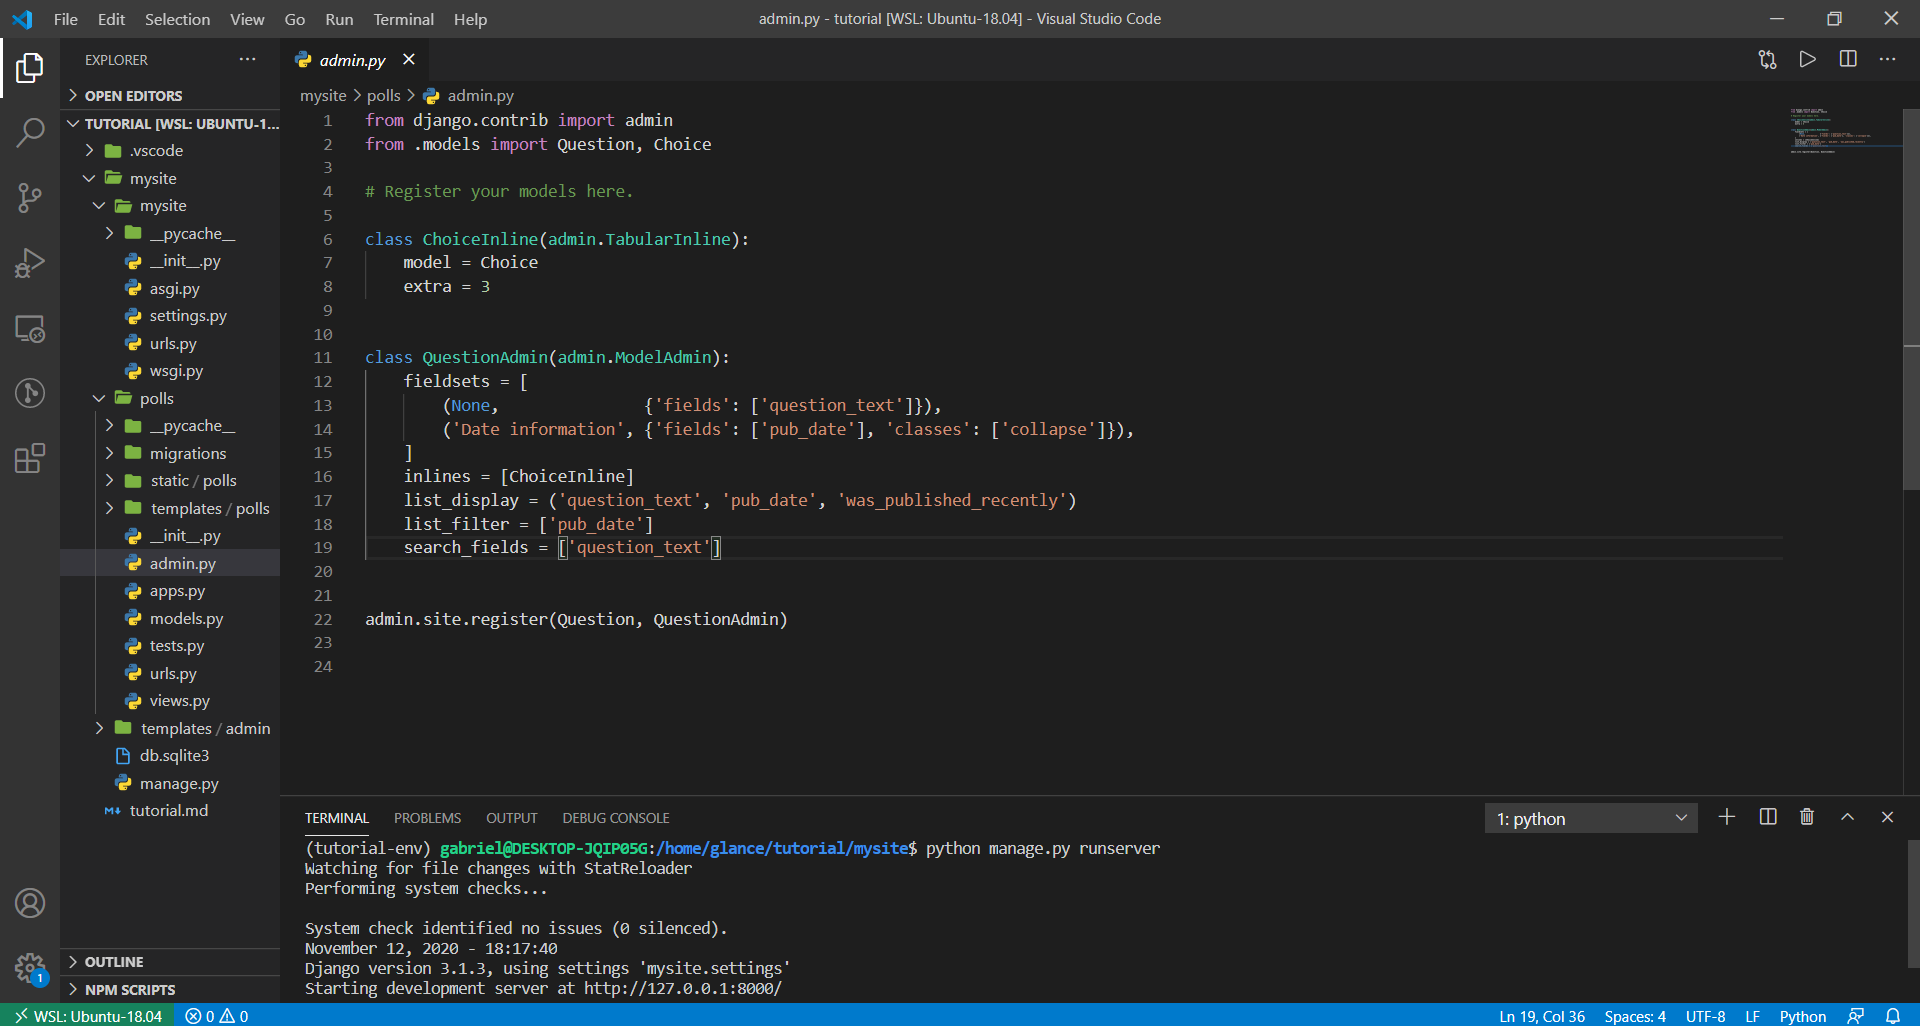 File Edit Selection View Go Run Terminal Help
admin.py - tutorial [WSL: Ubuntu-18.04] - Visual Studio Code
EXPLORER
OPEN EDITORS
TUTORIAL [WSL: UBUNTU-1...
.vscode
mysite
mysite
__pycache__
__init__.py
asgi.py
settings.py
urls.py
wsgi.py
polls
__pycache__
migrations
static / polls
templates / polls
__init__.py
admin.py
apps.py
models.py
tests.py
urls.py
views.py
templates / admin
db.sqlite3
manage.py
tutorial.md
OUTLINE
NPM SCRIPTS
1
admin.py
mysite > polls > admin.py
1 from django.contrib import admin
2 from .models import Question, Choice
3
4 # Register your models here.
5
6 class ChoiceInline(admin.TabularInline):
7     model = Choice
8     extra = 3
9
10
11 class QuestionAdmin(admin.ModelAdmin):
12     fieldsets = [
13         (None,               {'fields': ['question_text']}),
14         ('Date information', {'fields': ['pub_date'], 'classes': ['collapse']}),
15     ]
16     inlines = [ChoiceInline]
17     list_display = ('question_text', 'pub_date', 'was_published_recently')
18     list_filter = ['pub_date']
19     search_fields = ['question_text']
20
21
22 admin.site.register(Question, QuestionAdmin)
23
24
TERMINAL PROBLEMS OUTPUT DEBUG CONSOLE
1: python
(tutorial-env) gabriel@DESKTOP-JQIP05G:/home/glance/tutorial/mysite$ python manage.py runserver
Watching for file changes with StatReloader
Performing system checks...
System check identified no issues (0 silenced).
November 12, 2020 - 18:17:40
Django version 3.1.3, using settings 'mysite.settings'
Starting development server at http://127.0.0.1:8000/
WSL: Ubuntu-18.04 0 0
Ln 19, Col 36 Spaces: 4 UTF-8 LF Python